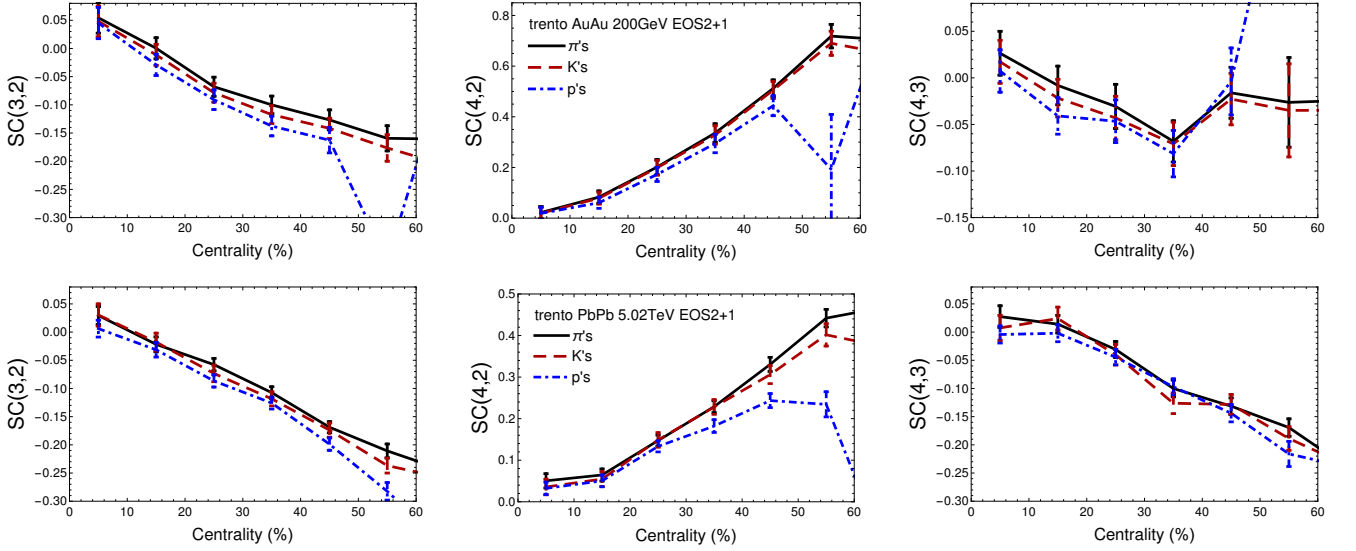 SC(3,2)
0.05
0.00
−0.05
−0.10
−0.15
−0.20
−0.25
−0.30
0 10 20 30 40 50 60
Centrality (%)
SC(4,2)
0.8
0.6
0.4
0.2
0.0
trento AuAu 200GeV EOS2+1
π's
K's
p's
0 10 20 30 40 50 60
Centrality (%)
SC(4,3)
0.05
0.00
−0.05
−0.10
−0.15
0 10 20 30 40 50 60
Centrality (%)
SC(3,2)
0.05
0.00
−0.05
−0.10
−0.15
−0.20
−0.25
−0.30
0 10 20 30 40 50 60
Centrality (%)
SC(4,2)
0.5
0.4
0.3
0.2
0.1
0.0
trento PbPb 5.02TeV EOS2+1
π's
K's
p's
0 10 20 30 40 50 60
Centrality (%)
SC(4,3)
0.05
0.00
−0.05
−0.10
−0.15
−0.20
−0.25
−0.30
0 10 20 30 40 50 60
Centrality (%)